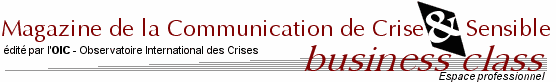 Magazine de la Communication de Crise & Sensible
édité par l'OIC - Observatoire International des Crises
business class
Espace professionnel